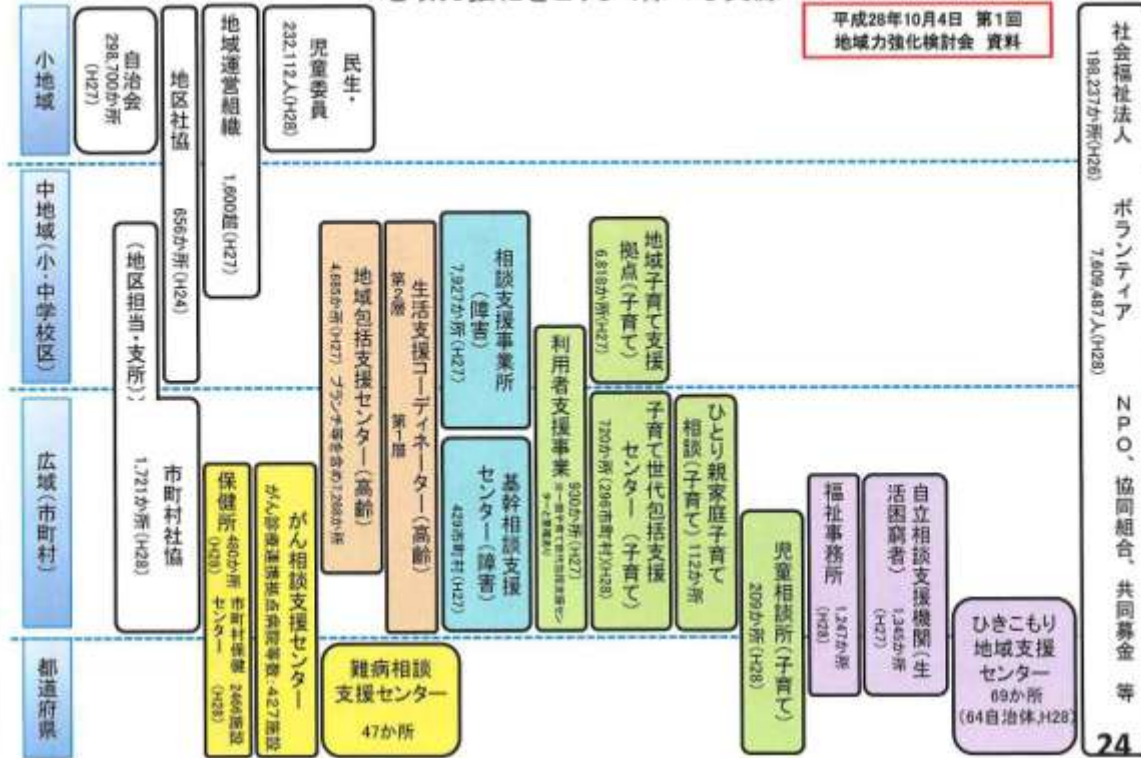 平成28年10月4日 第1回
地域力強化検討会 資料
小地域
中地域(小・中学校区)
広域(市町村)
都道府県
自治会
298,700か所
(H27)
地区社協 656か所(H24)
地域運営組織 1,600超(H27)
民生・
児童委員
232,112人(H28)
(地区担当・支所)
市町村社協
1,721か所(H28)
保健所 480か所
(H28)
市町村保健
センター 2466施設
(H28)
がん相談支援センター
がん診療連携拠点病院等数:427施設
難病相談
支援センター
47か所
地域包括支援センター(高齢)
4,685か所(H27) ブランチ等を含め7,268か所
生活支援コーディネーター(高齢)
第2層 第1層
相談支援事業所
(障害)
7,927か所(H27)
基幹相談支援
センター(障害)
429市町村(H27)
利用者支援事業 930か所(H27)
地域子育て支援
拠点(子育て)
6,818か所(H27)
子育て世代包括支援
センター (子育て)
720か所(296市町村)(H28)
ひとり親家庭子育て
相談(子育て) 112か所
児童相談所(子育て)
209か所(H28)
福祉事務所
1,247か所
(H28)
自立相談支援機関(生
活困窮者) 1,345か所
(H27)
ひきこもり
地域支援
センター
69か所
(64自治体,H28)
社会福祉法人 ボランティア NPO、協同組合、共同募金 等
198,237か所(H26) 7,609,487人(H28)
24